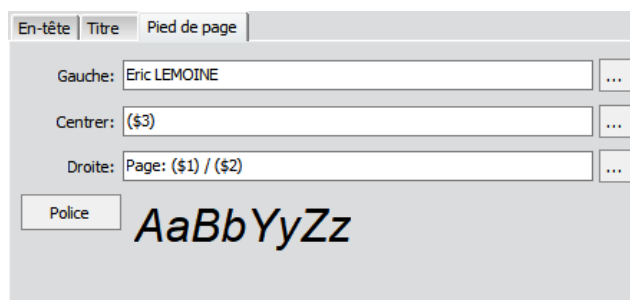 En-tête Titre Pied de page
Gauche: Eric LEMOINE ...
Centrer: ($3) ...
Droite: Page: ($1) / ($2) ...
Police AaBbYyZz